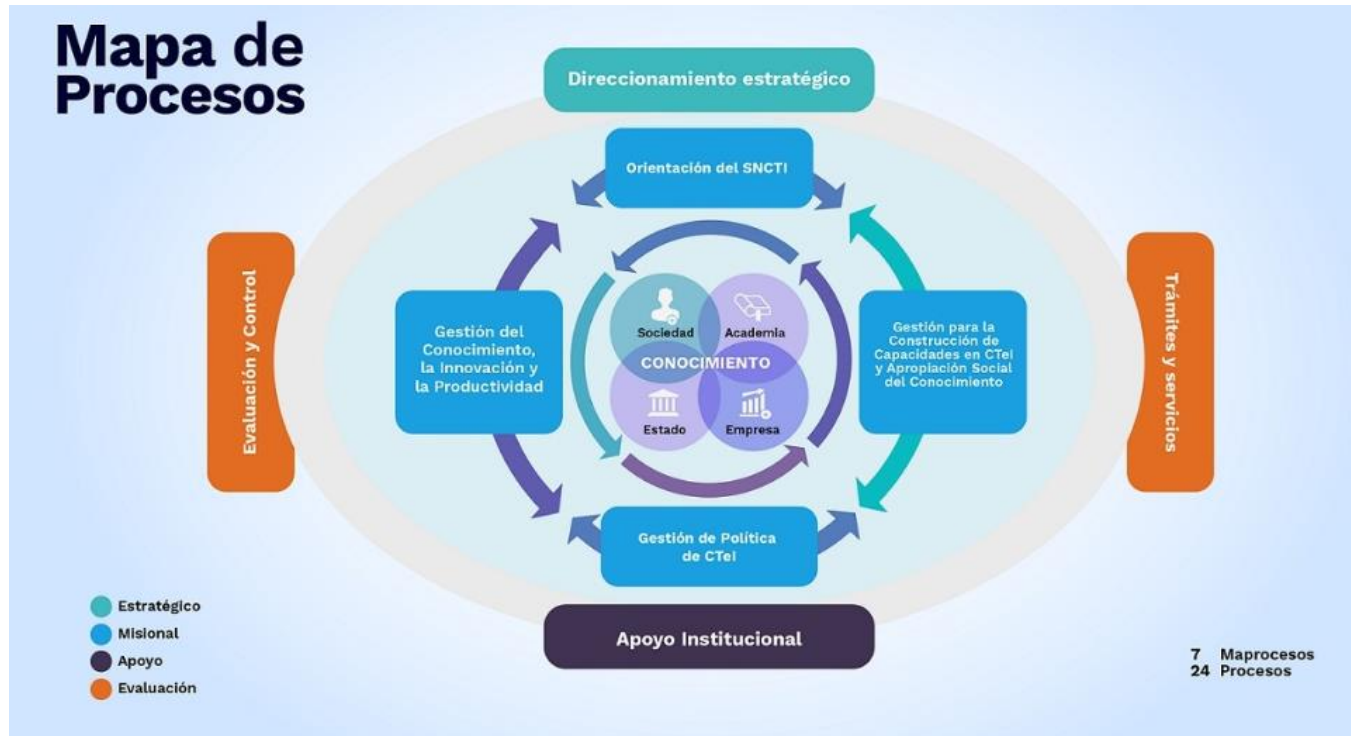 Mapa de
Procesos
Direccionamiento estratégico
Orientación del SNCTI
Evaluación y Control
Gestión del
Conocimiento,
la Innovación y
la Productividad
Sociedad
Academia
CONOCIMIENTO
Estado
Empresa
Gestión para la
Construcción de
Capacidades en CTeI
y Apropiación Social
del Conocimiento
Trámites y servicios
Gestión de Política
de CTeI
Apoyo Institucional
Estratégico
Misional
Apoyo
Evaluación
7 Maprocesos
24 Procesos